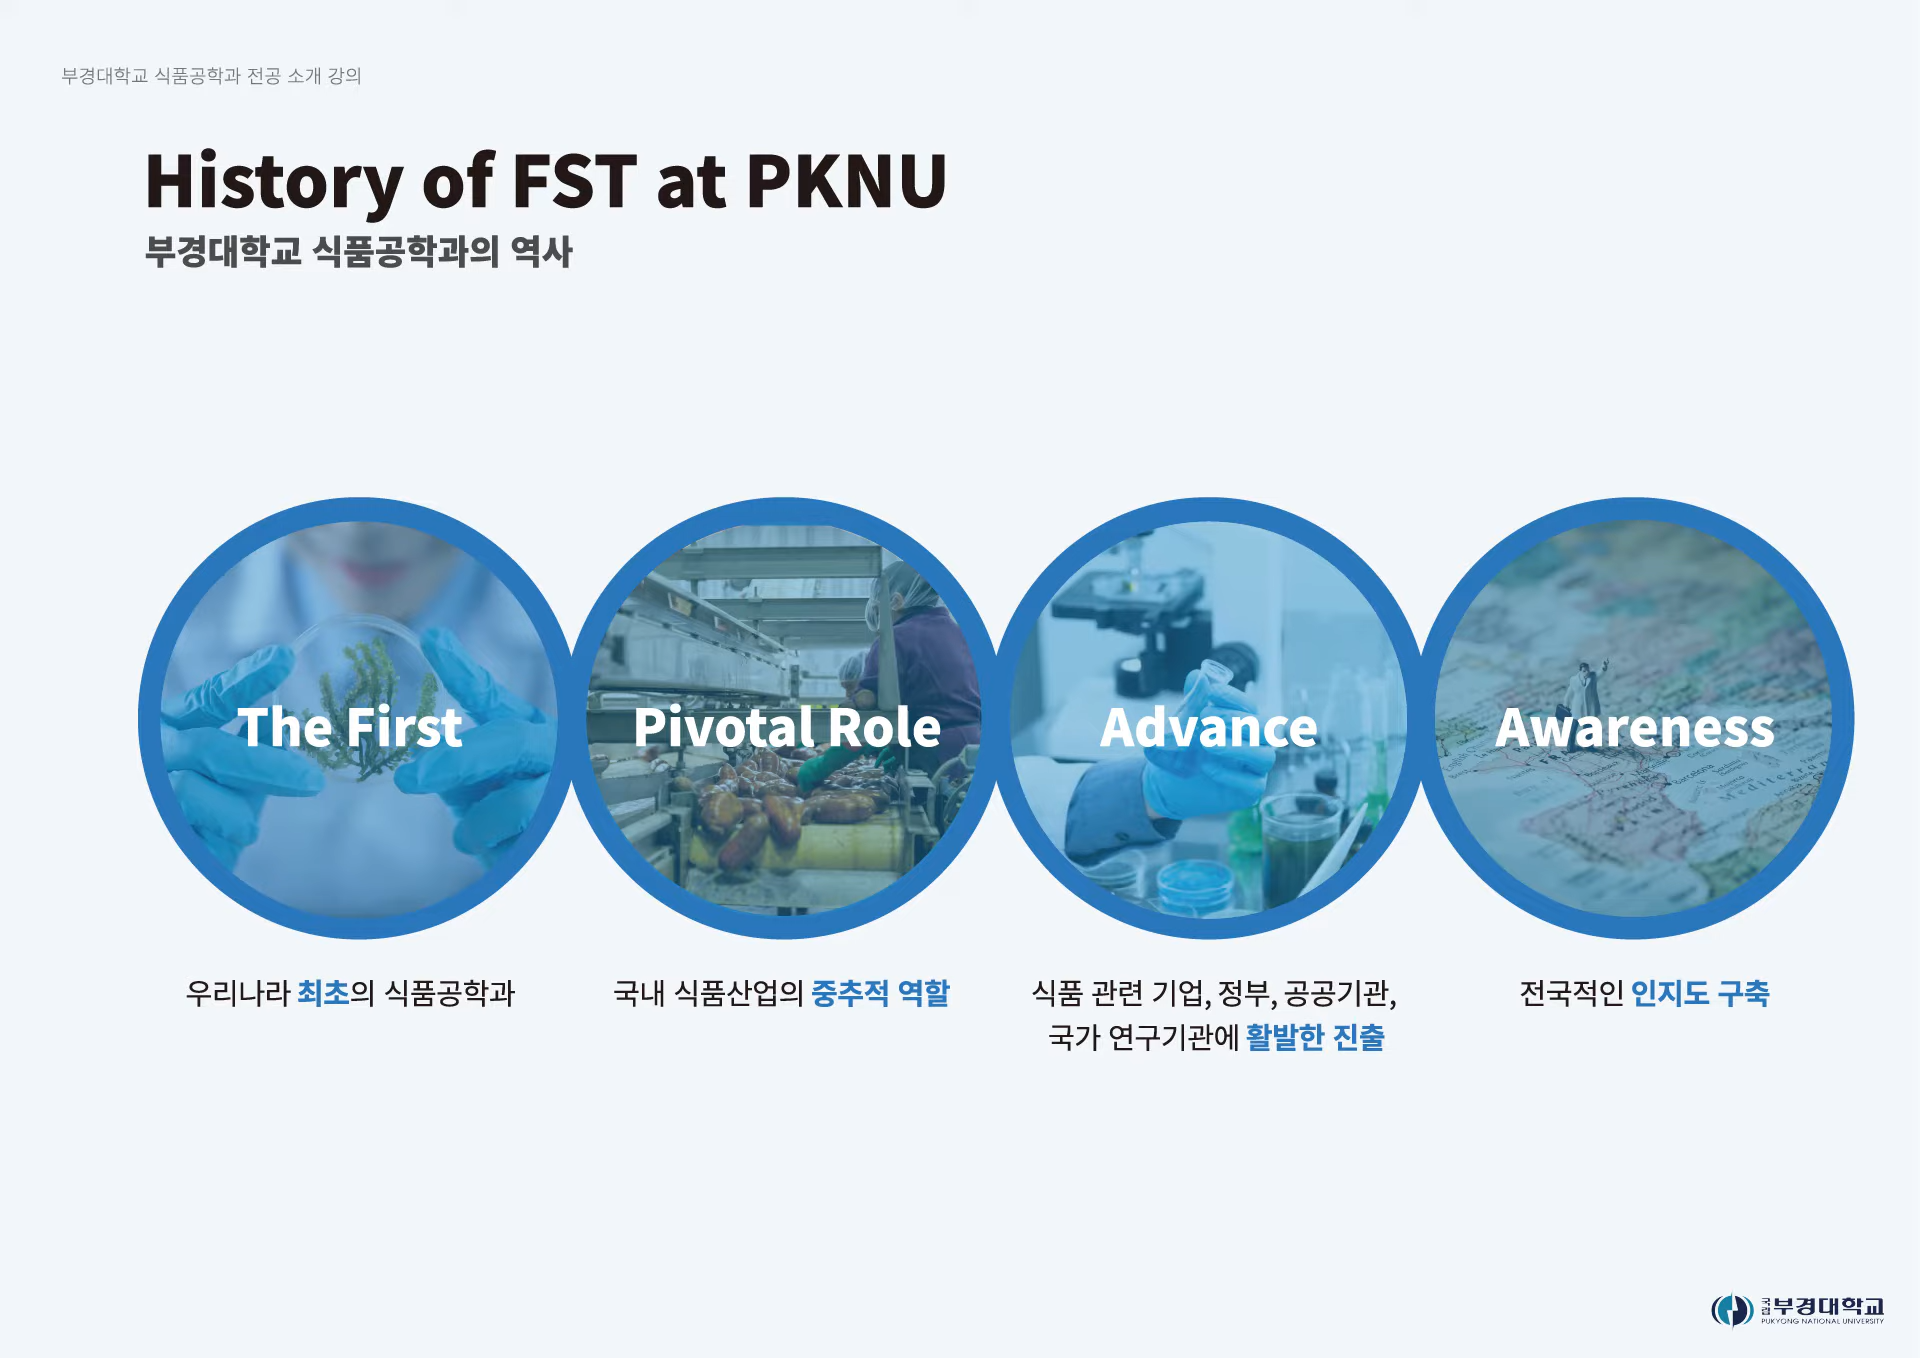 부경대학교 식품공학과 전공 소개 강의
History of FST at PKNU
부경대학교 식품공학과의 역사
The First
Pivotal Role
Advance
Awareness
우리나라 최초의 식품공학과
국내 식품산업의 중추적 역할
식품 관련 기업, 정부, 공공기관,
국가 연구기관에 활발한 진출
전국적인 인지도 구축
국립 부경대학교
PUKYONG NATIONAL UNIVERSITY